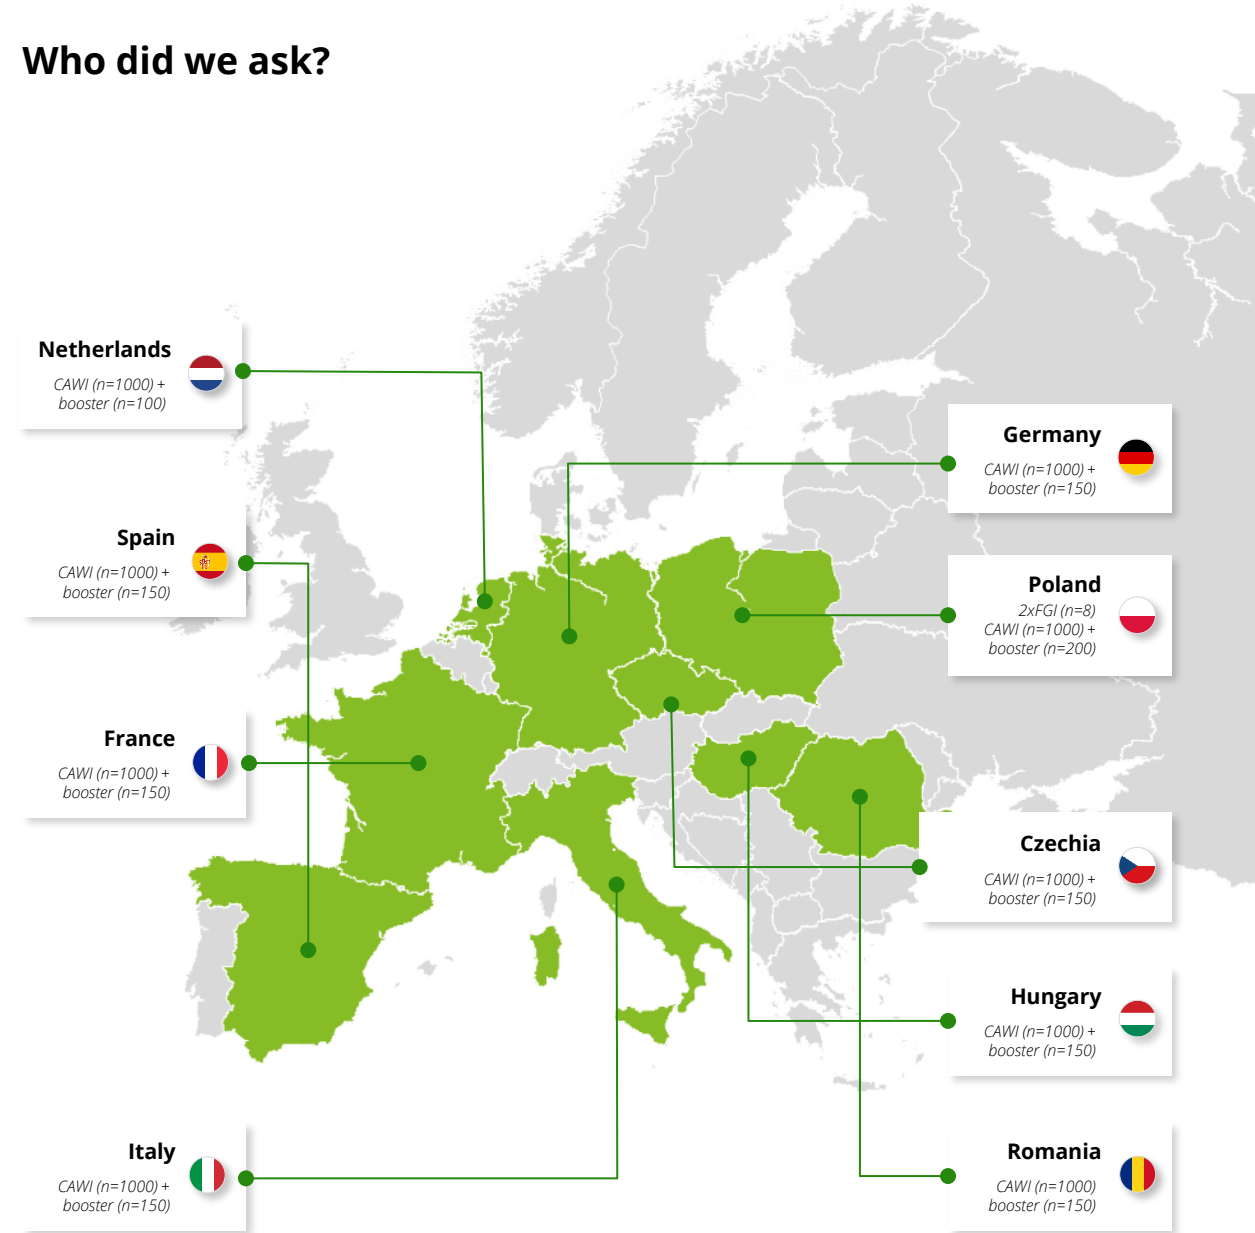 Who did we ask?
Netherlands
CAWI (n=1000) +
booster (n=100)
Spain
CAWI (n=1000) +
booster (n=150)
France
CAWI (n=1000) +
booster (n=150)
Italy
CAWI (n=1000) +
booster (n=150)
Germany
CAWI (n=1000) +
booster (n=150)
Poland
2xFGI (n=8)
CAWI (n=1000) +
booster (n=200)
Czechia
CAWI (n=1000) +
booster (n=150)
Hungary
CAWI (n=1000) +
booster (n=150)
Romania
CAWI (n=1000)
booster (n=150)